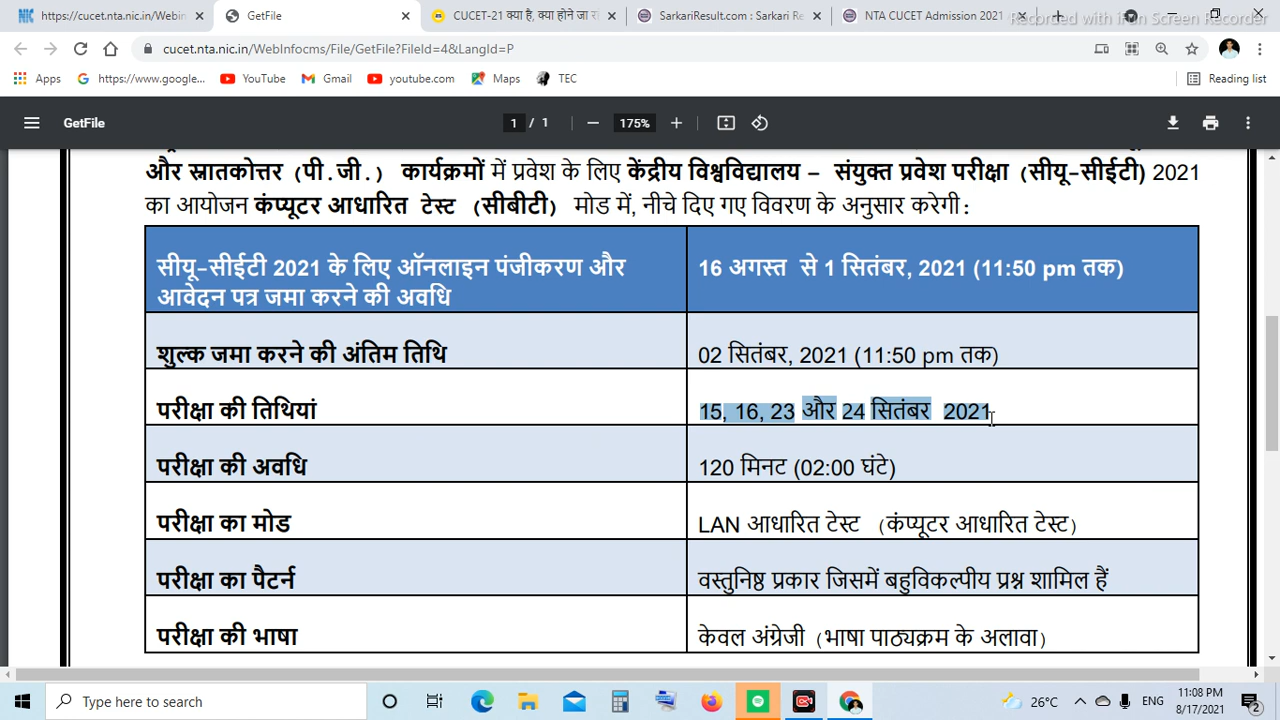 https://cucet.nta.nic.in/Webin
GetFile
CUCET-21 क्या है, क्या होने जा र
SarkariResult.com : Sarkari Re
NTA CUCET Admission 2021
Recorded with iFun Screen Recorder
cucet.nta.nic.in/WebInfocms/File/GetFile?FileId=4&LangId=P
Apps
https://www.google...
YouTube
Gmail
youtube.com
Maps
TEC
Reading list
GetFile
1 / 1
175%
और स्नातकोत्तर (पी.जी.) कार्यक्रमों में प्रवेश के लिए केंद्रीय विश्वविद्यालय – संयुक्त प्रवेश परीक्षा (सीयू-सीईटी) 2021
का आयोजन कंप्यूटर आधारित टेस्ट (सीबीटी) मोड में, नीचे दिए गए विवरण के अनुसार करेगी:
सीयू-सीईटी 2021 के लिए ऑनलाइन पंजीकरण और
आवेदन पत्र जमा करने की अवधि
16 अगस्त से 1 सितंबर, 2021 (11:50 pm तक)
शुल्क जमा करने की अंतिम तिथि
02 सितंबर, 2021 (11:50 pm तक)
परीक्षा की तिथियां
15, 16, 23 और 24 सितंबर 2021
परीक्षा की अवधि
120 मिनट (02:00 घंटे)
परीक्षा का मोड
LAN आधारित टेस्ट (कंप्यूटर आधारित टेस्ट)
परीक्षा का पैटर्न
वस्तुनिष्ठ प्रकार जिसमें बहुविकल्पीय प्रश्न शामिल हैं
परीक्षा की भाषा
केवल अंग्रेजी (भाषा पाठ्यक्रम के अलावा)
Type here to search
26°C
ENG
11:08 PM
8/17/2021
2